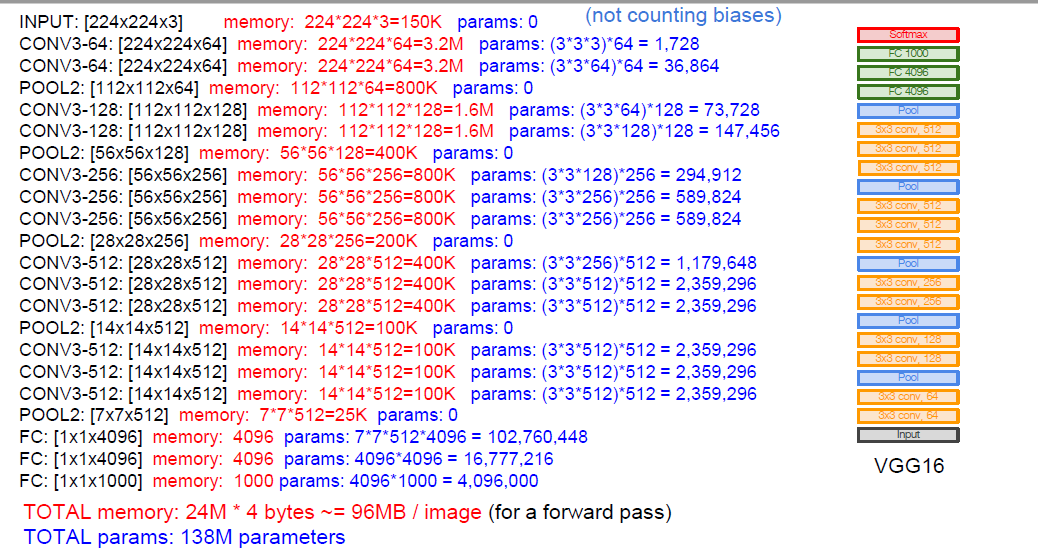 (not counting biases)
INPUT: [224x224x3] memory: 224*224*3=150K params: 0
CONV3-64: [224x224x64] memory: 224*224*64=3.2M params: (3*3*3)*64 = 1,728
CONV3-64: [224x224x64] memory: 224*224*64=3.2M params: (3*3*64)*64 = 36,864
POOL2: [112x112x64] memory: 112*112*64=800K params: 0
CONV3-128: [112x112x128] memory: 112*112*128=1.6M params: (3*3*64)*128 = 73,728
CONV3-128: [112x112x128] memory: 112*112*128=1.6M params: (3*3*128)*128 = 147,456
POOL2: [56x56x128] memory: 56*56*128=400K params: 0
CONV3-256: [56x56x256] memory: 56*56*256=800K params: (3*3*128)*256 = 294,912
CONV3-256: [56x56x256] memory: 56*56*256=800K params: (3*3*256)*256 = 589,824
CONV3-256: [56x56x256] memory: 56*56*256=800K params: (3*3*256)*256 = 589,824
POOL2: [28x28x256] memory: 28*28*256=200K params: 0
CONV3-512: [28x28x512] memory: 28*28*512=400K params: (3*3*256)*512 = 1,179,648
CONV3-512: [28x28x512] memory: 28*28*512=400K params: (3*3*512)*512 = 2,359,296
CONV3-512: [28x28x512] memory: 28*28*512=400K params: (3*3*512)*512 = 2,359,296
POOL2: [14x14x512] memory: 14*14*512=100K params: 0
CONV3-512: [14x14x512] memory: 14*14*512=100K params: (3*3*512)*512 = 2,359,296
CONV3-512: [14x14x512] memory: 14*14*512=100K params: (3*3*512)*512 = 2,359,296
CONV3-512: [14x14x512] memory: 14*14*512=100K params: (3*3*512)*512 = 2,359,296
POOL2: [7x7x512] memory: 7*7*512=25K params: 0
FC: [1x1x4096] memory: 4096 params: 7*7*512*4096 = 102,760,448
FC: [1x1x4096] memory: 4096 params: 4096*4096 = 16,777,216
FC: [1x1x1000] memory: 1000 params: 4096*1000 = 4,096,000
TOTAL memory: 24M * 4 bytes ~= 96MB / image (for a forward pass)
TOTAL params: 138M parameters
Softmax
FC 1000
FC 4096
FC 4096
Pool
3x3 conv, 512
3x3 conv, 512
3x3 conv, 512
Pool
3x3 conv, 512
3x3 conv, 512
3x3 conv, 512
Pool
3x3 conv, 256
3x3 conv, 256
Pool
3x3 conv, 128
3x3 conv, 128
Pool
3x3 conv, 64
3x3 conv, 64
Input
VGG16